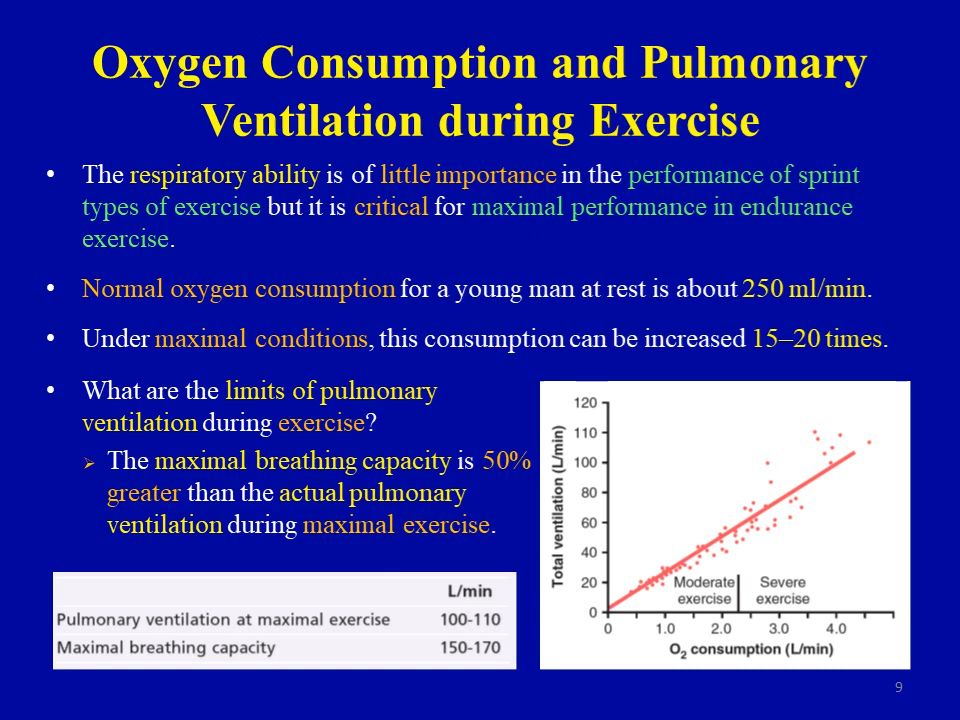 Oxygen Consumption and Pulmonary
Ventilation during Exercise
• The respiratory ability is of little importance in the performance of sprint
types of exercise but it is critical for maximal performance in endurance
exercise.
• Normal oxygen consumption for a young man at rest is about 250 ml/min.
• Under maximal conditions, this consumption can be increased 15–20 times.
• What are the limits of pulmonary
ventilation during exercise?
➢ The maximal breathing capacity is 50%
greater than the actual pulmonary
ventilation during maximal exercise.
L/min
Pulmonary ventilation at maximal exercise 100-110
Maximal breathing capacity 150-170
Total ventilation (L/min)
120
110
100
80
60
40
20
0
Moderate
exercise
Severe
exercise
0 1.0 2.0 3.0 4.0
O₂ consumption (L/min)
9